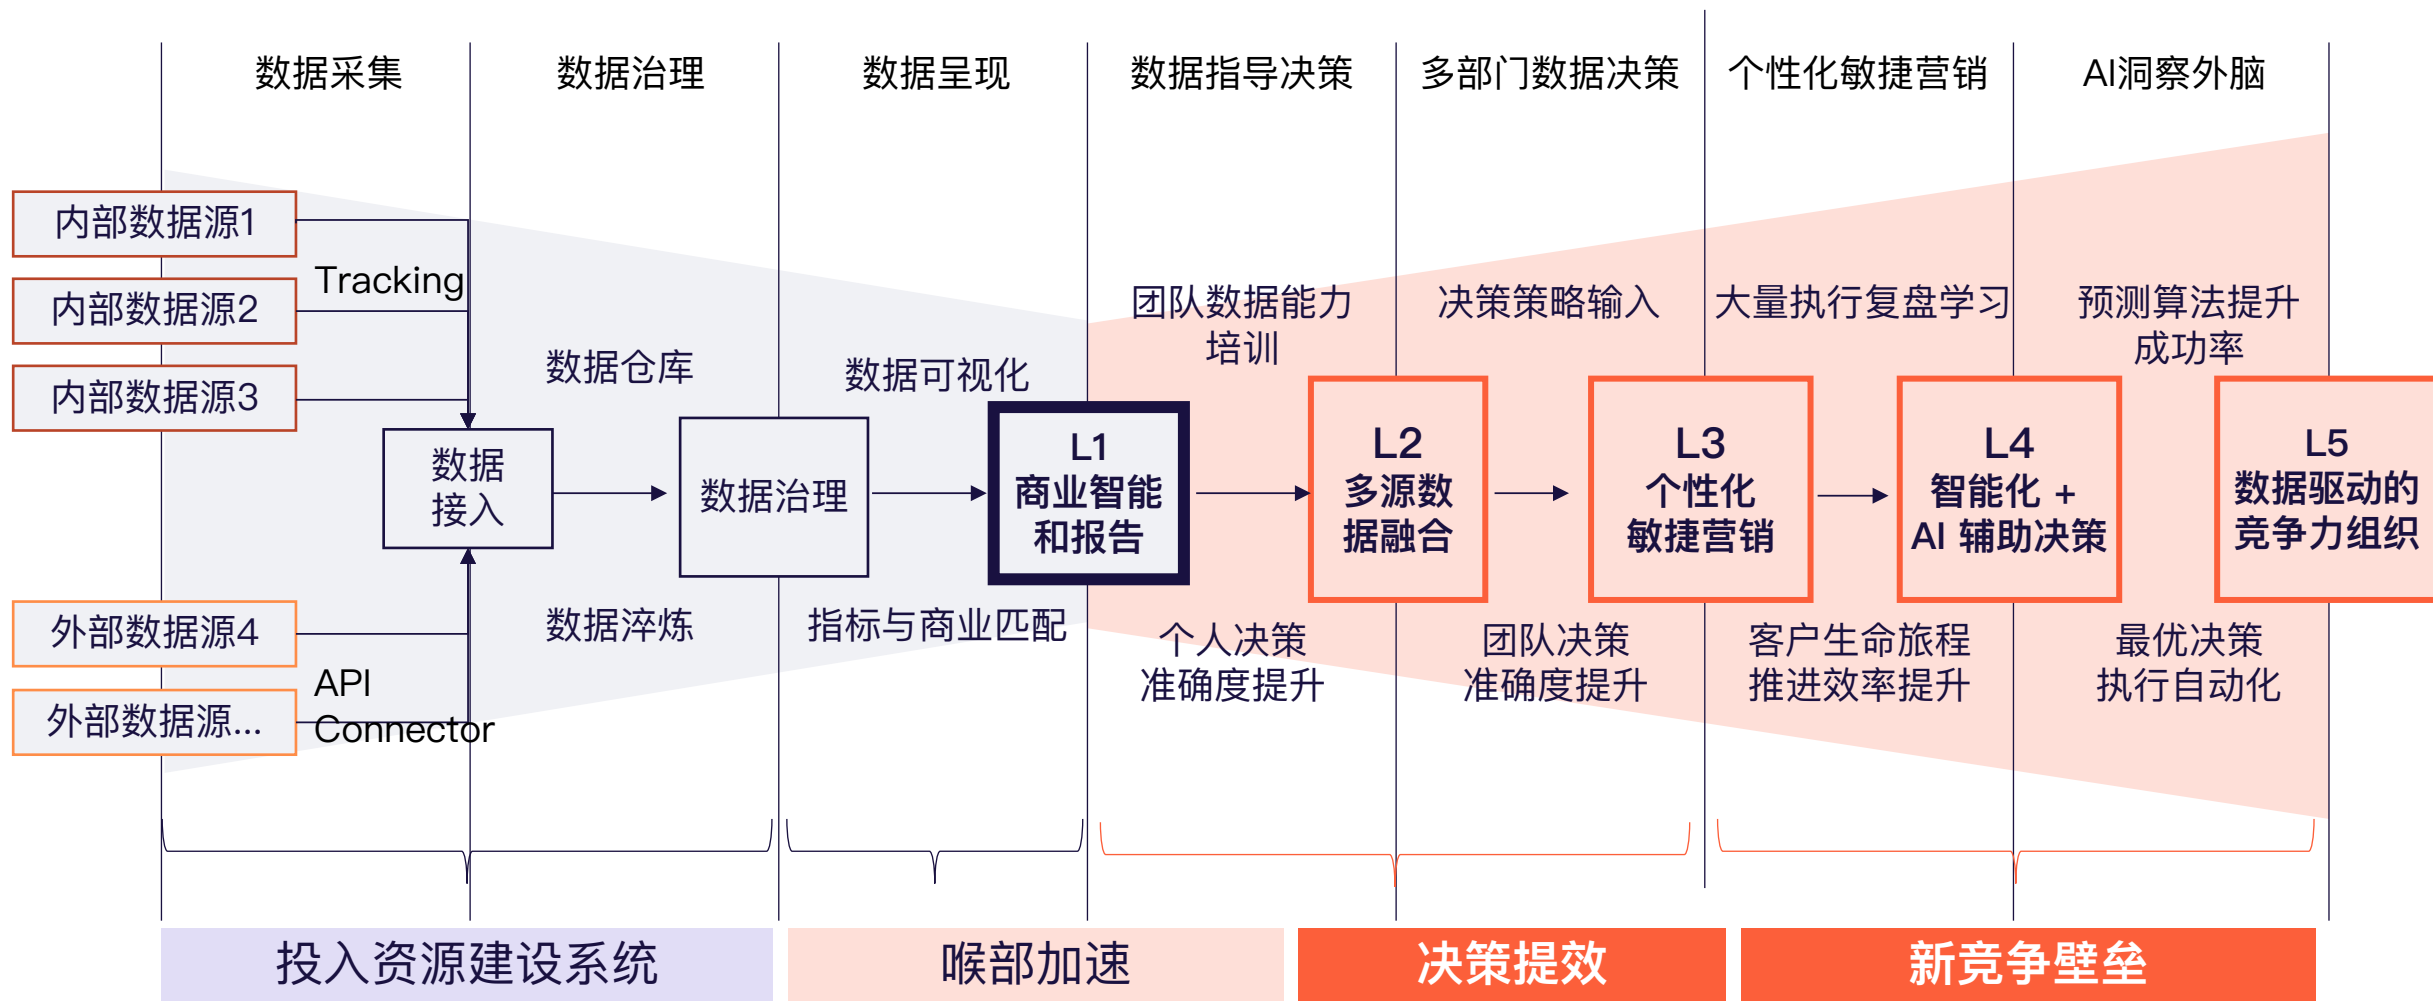 数据采集
数据治理
数据呈现
数据指导决策
多部门数据决策
个性化敏捷营销
AI洞察外脑
内部数据源1
内部数据源2
内部数据源3
Tracking
外部数据源4
外部数据源...
API
Connector
数据
接入
数据仓库
数据淬炼
数据治理
数据可视化
指标与商业匹配
L1
商业智能
和报告
团队数据能力
培训
个人决策
准确度提升
L2
多源数
据融合
决策策略输入
团队决策
准确度提升
L3
个性化
敏捷营销
大量执行复盘学习
客户生命旅程
推进效率提升
L4
智能化 +
AI 辅助决策
预测算法提升
成功率
最优决策
执行自动化
L5
数据驱动的
竞争力组织
投入资源建设系统
喉部加速
决策提效
新竞争壁垒